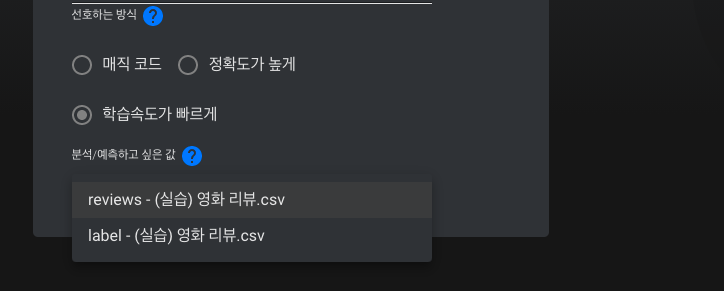 선호하는 방식 ?
매직 코드 정확도가 높게
학습속도가 빠르게
분석/예측하고 싶은 값 ?
reviews - (실습) 영화 리뷰.csv
label - (실습) 영화 리뷰.csv